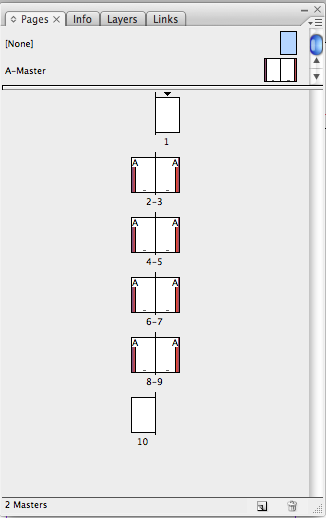 Pages × Info Layers Links
[None]
A-Master
1
A A
2-3
A A
4-5
A A
6-7
A A
8-9
10
2 Masters